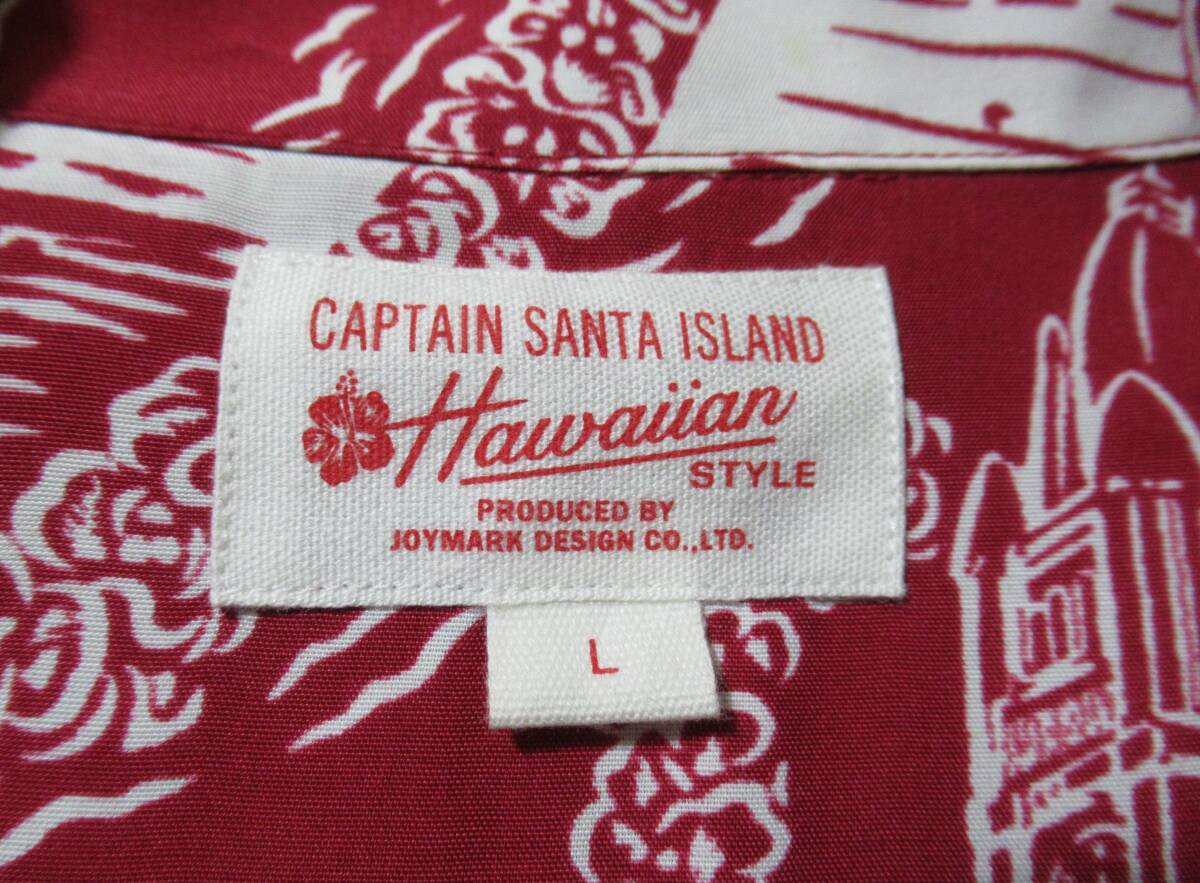 CAPTAIN SANTA ISLAND
Hawaiian
STYLE
PRODUCED BY
JOYMARK DESIGN CO.,LTD.
L